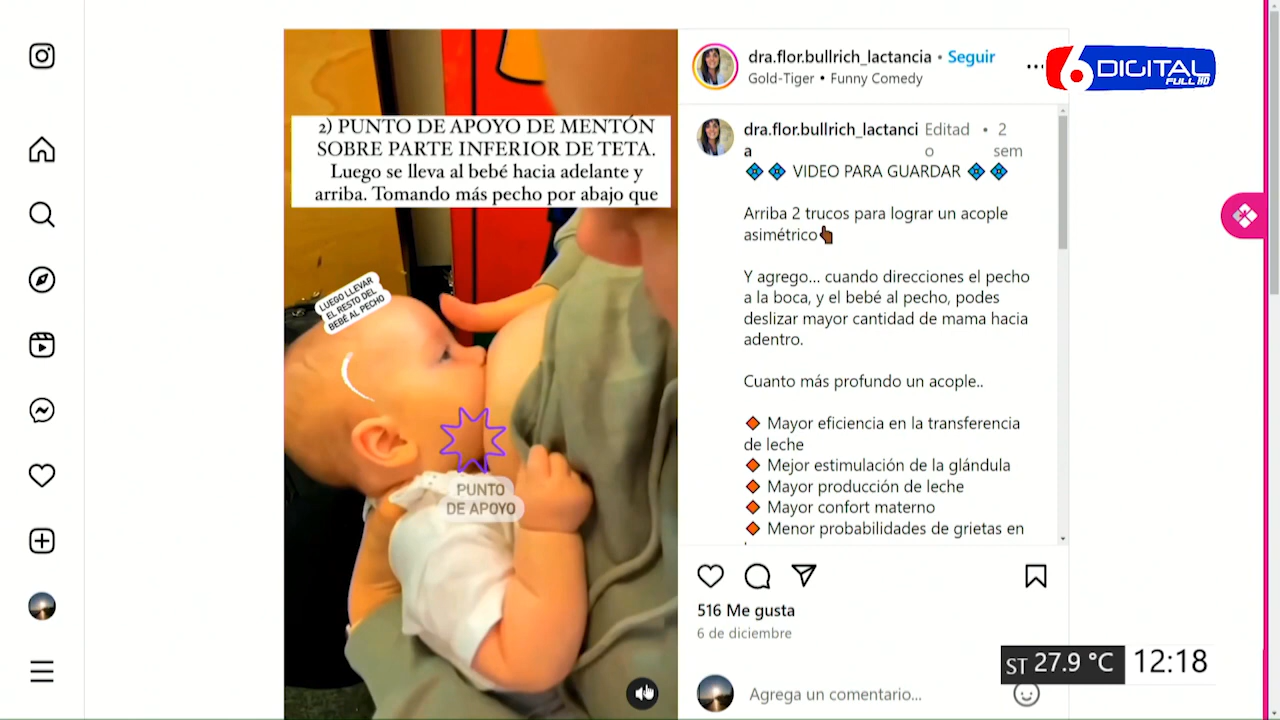 2) PUNTO DE APOYO DE MENTÓN
SOBRE PARTE INFERIOR DE TETA.
Luego se lleva al bebé hacia adelante y
arriba. Tomando más pecho por abajo que
LUEGO LLEVAR
EL RESTO DEL
BEBÉ AL PECHO
PUNTO
DE APOYO
dra.flor.bullrich_lactancia • Seguir
Gold-Tiger • Funny Comedy
6 DIGITAL
FULL HD
dra.flor.bullrich_lactanci Editad • 2
a o sem
VIDEO PARA GUARDAR
Arriba 2 trucos para lograr un acople
asimétrico
Y agrego... cuando direcciones el pecho
a la boca, y el bebé al pecho, podes
deslizar mayor cantidad de mama hacia
adentro.
Cuanto más profundo un acople..
Mayor eficiencia en la transferencia
de leche
Mejor estimulación de la glándula
Mayor producción de leche
Mayor confort materno
Menor probabilidades de grietas en
516 Me gusta
6 de diciembre
ST 27.9 °C 12:18
Agrega un comentario...